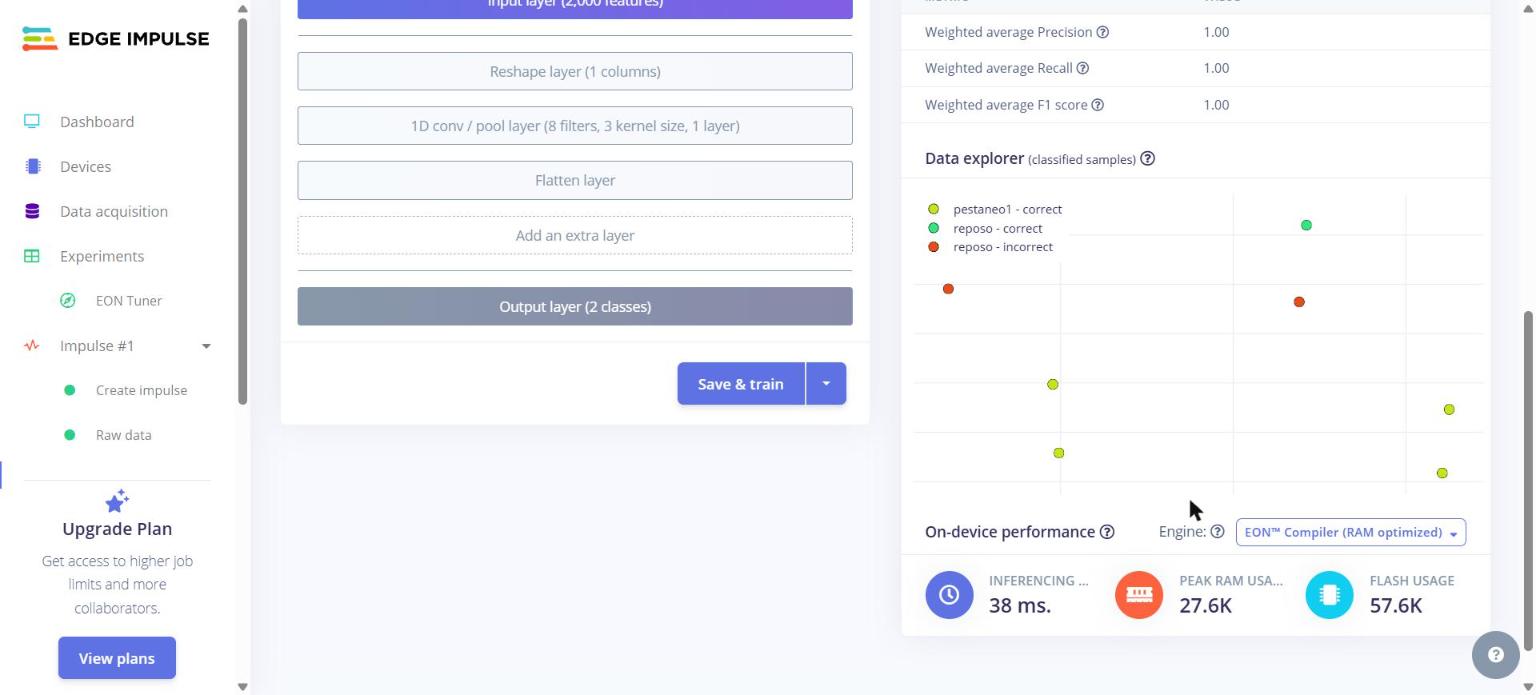 EDGE IMPULSE
Dashboard
Devices
Data acquisition
Experiments
EON Tuner
Impulse #1
Create impulse
Raw data
Upgrade Plan
Get access to higher job
limits and more
collaborators.
View plans
Input layer (2,000 features)
Reshape layer (1 columns)
1D conv / pool layer (8 filters, 3 kernel size, 1 layer)
Flatten layer
Add an extra layer
Output layer (2 classes)
Save & train
Weighted average Precision 1.00
Weighted average Recall 1.00
Weighted average F1 score 1.00
Data explorer (classified samples)
pestaneo1 - correct
reposo - correct
reposo - incorrect
On-device performance Engine: EON™ Compiler (RAM optimized)
INFERENCING ... PEAK RAM USA... FLASH USAGE
38 ms. 27.6K 57.6K